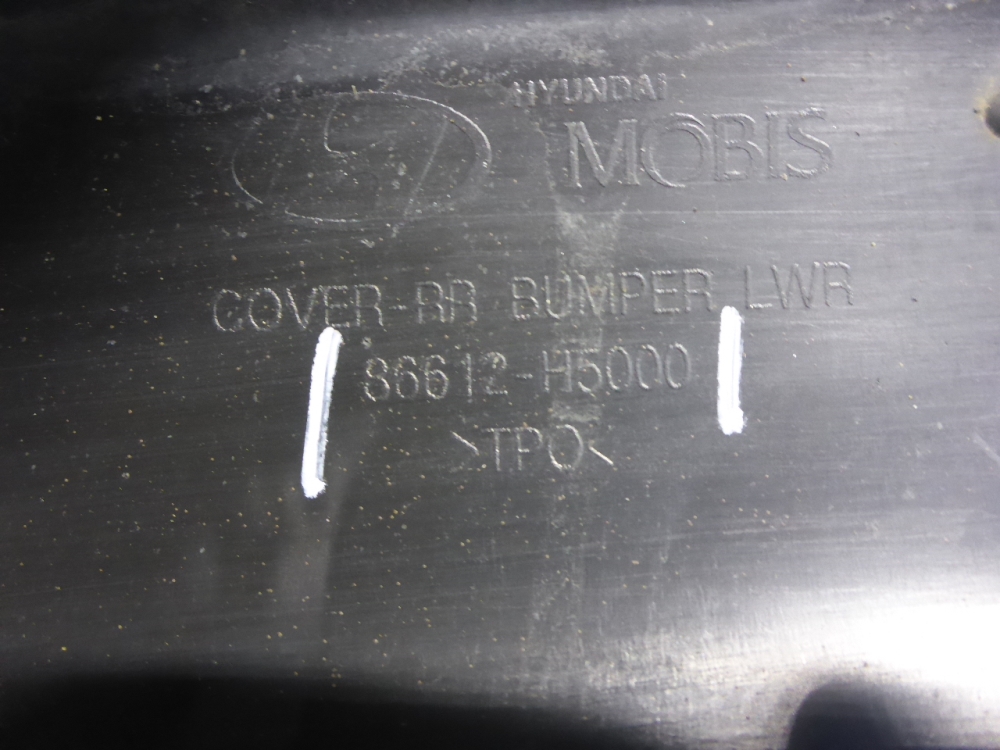 HYUNDAI
MOBIS
COVER-RR BUMPER LWR
86612-H5000
>TPO<